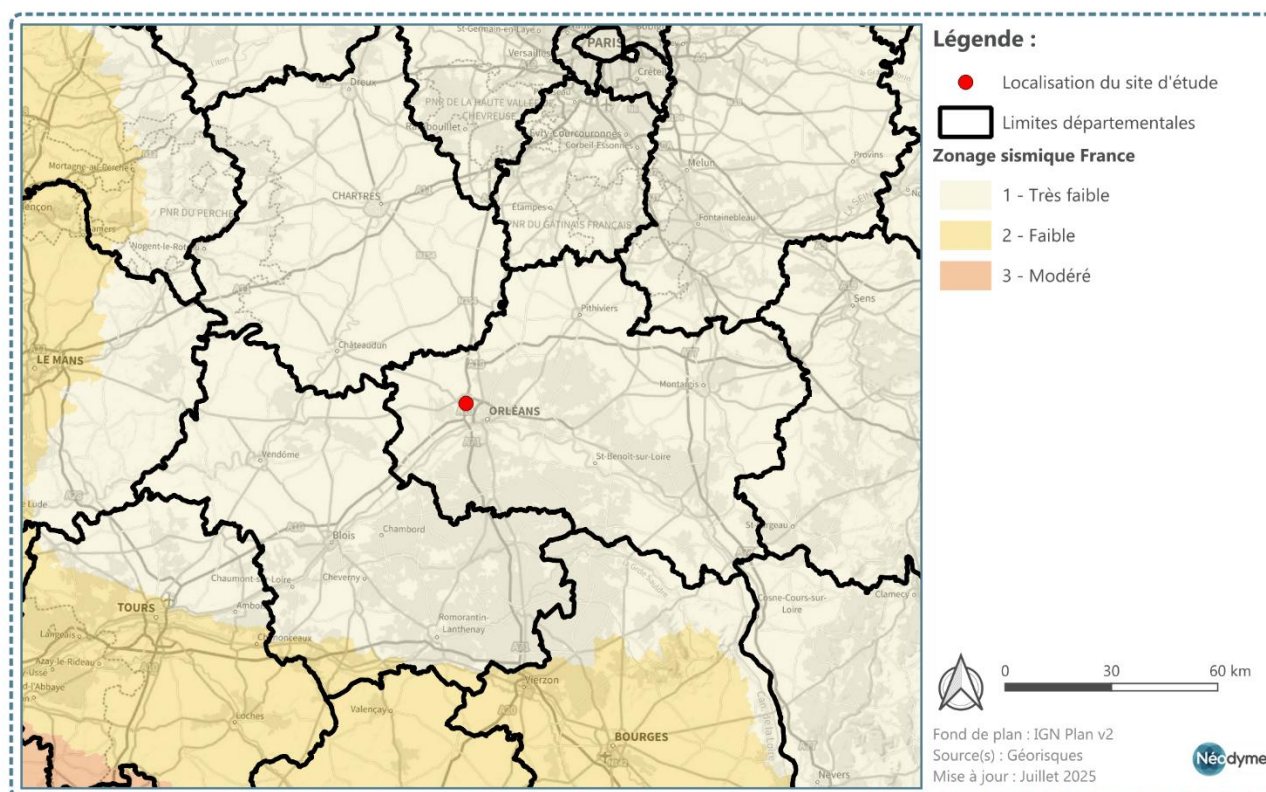 St-Germain-en-Laye
PARIS
Versailles
Créteil
Dreux
PNR DE LA HAUTE VALLÉE DE
CHEVREUSE
Évry-Courcouronnes
Corbeil-Essonnes
Melun
Provins
Mortagne-au-Perche
CHARTRES
PNR DU PERCHE
Étampes
PNR DU GATINAIS FRANÇAIS
Fontainebleau
Nogent-le-Rotrou
Sens
Pithiviers
Châteaudun
LE MANS
A19
Montargis
ORLÉANS
A71
Vendôme
St-Benoît-sur-Loire
Blois
Chambord
Chaumont-sur-Loire
Cheverny
Cosne-Cours-sur-
Loire
Clamecy
TOURS
Romorantin-
Lanthenay
Chenonceaux
A71
Langeais
Azay-le-Rideau
Vierzon
Valençay
Loches
BOURGES
Nevers
Légende :
Localisation du site d'étude
Limites départementales
Zonage sismique France
1 - Très faible
2 - Faible
3 - Modéré
0 30 60 km
Fond de plan : IGN Plan v2
Source(s) : Géorisques
Mise à jour : Juillet 2025
Néodyme